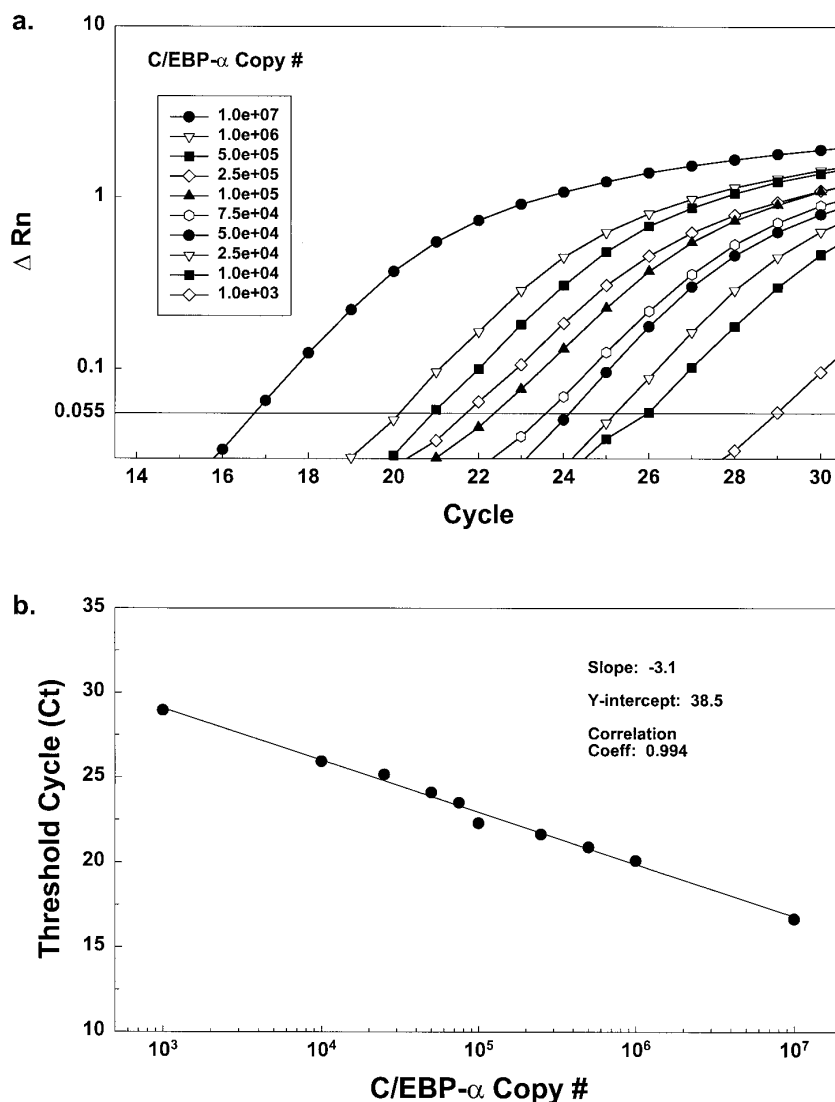 a.
C/EBP-α Copy #
1.0e+07
1.0e+06
5.0e+05
2.5e+05
1.0e+05
7.5e+04
5.0e+04
2.5e+04
1.0e+04
1.0e+03
Δ Rn
10
1
0.1
0.055
14 16 18 20 22 24 26 28 30
Cycle
b.
Threshold Cycle (Ct)
35
30
25
20
15
10
Slope: -3.1
Y-intercept: 38.5
Correlation
Coeff: 0.994
10³ 10⁴ 10⁵ 10⁶ 10⁷
C/EBP-α Copy #